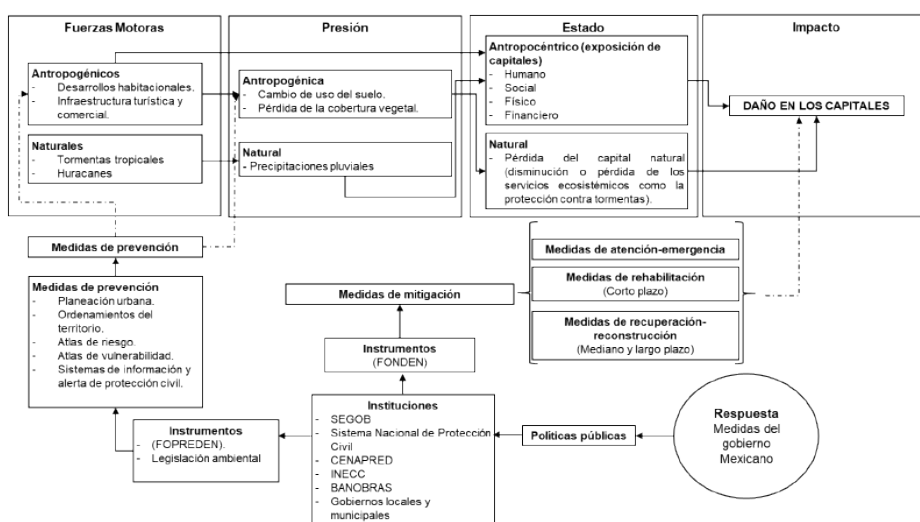 Fuerzas Motoras
Antropogénicos
- Desarrollos habitacionales.
- Infraestructura turística y
comercial.
Naturales
- Tormentas tropicales
- Huracanes
Presión
Antropogénica
- Cambio de uso del suelo.
- Pérdida de la cobertura vegetal.
Natural
- Precipitaciones pluviales
Estado
Antropocéntrico (exposición de
capitales)
- Humano
- Social
- Físico
- Financiero
Natural
- Pérdida del capital natural
(disminución o pérdida de los
servicios ecosistémicos como la
protección contra tormentas).
Impacto
DAÑO EN LOS CAPITALES
Medidas de prevención
Medidas de prevención
- Planeación urbana.
- Ordenamientos del
territorio.
- Atlas de riesgo.
- Atlas de vulnerabilidad.
- Sistemas de información y
alerta de protección civil.
Instrumentos
- (FOPREDEN).
- Legislación ambiental
Medidas de mitigación
Instrumentos
(FONDEN)
Instituciones
- SEGOB
- Sistema Nacional de Protección
Civil
- CENAPRED
- INECC
- BANOBRAS
- Gobiernos locales y
municipales
Medidas de atención-emergencia
Medidas de rehabilitación
(Corto plazo)
Medidas de recuperación-
reconstrucción
(Mediano y largo plazo)
Políticas públicas
Respuesta
Medidas del
gobierno
Mexicano